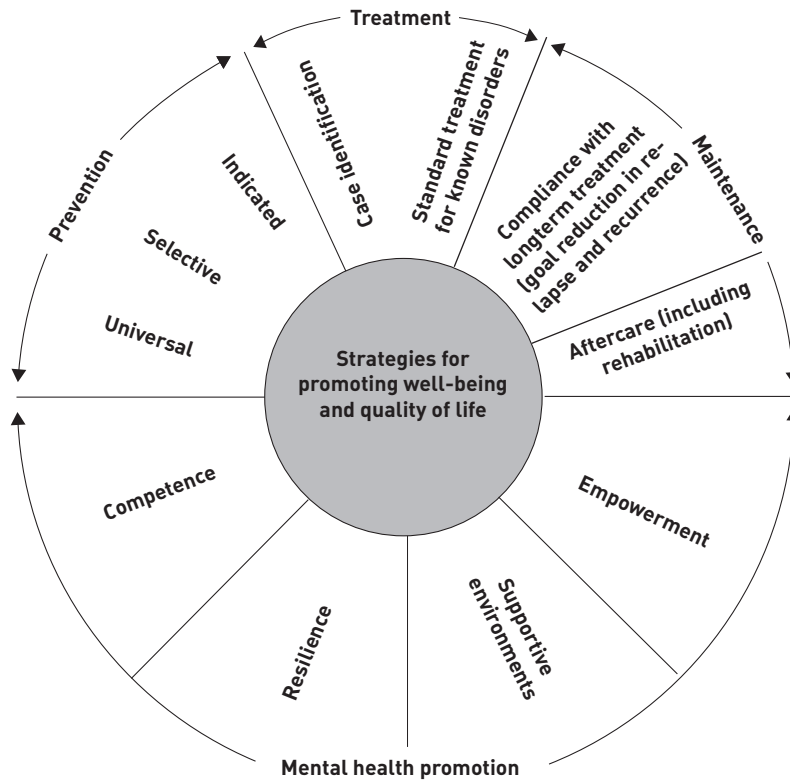 Treatment
Prevention
Maintenance
Universal
Selective
Indicated
Case identification
Standard treatment
for known disorders
Compliance with
longterm treatment
(goal reduction in re-
lapse and recurrence)
Aftercare (including
rehabilitation)
Strategies for
promoting well-being
and quality of life
Competence
Resilience
Supportive
environments
Empowerment
Mental health promotion